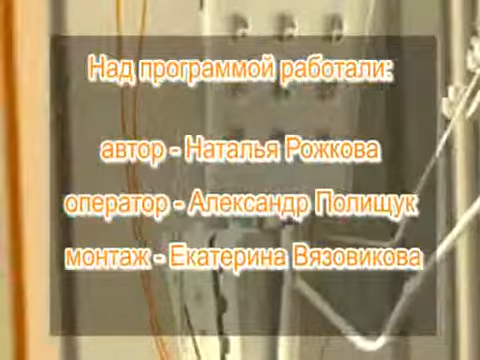 Над программой работали:
автор - Наталья Рожкова
оператор - Александр Полищук
монтаж - Екатерина Вязовикова